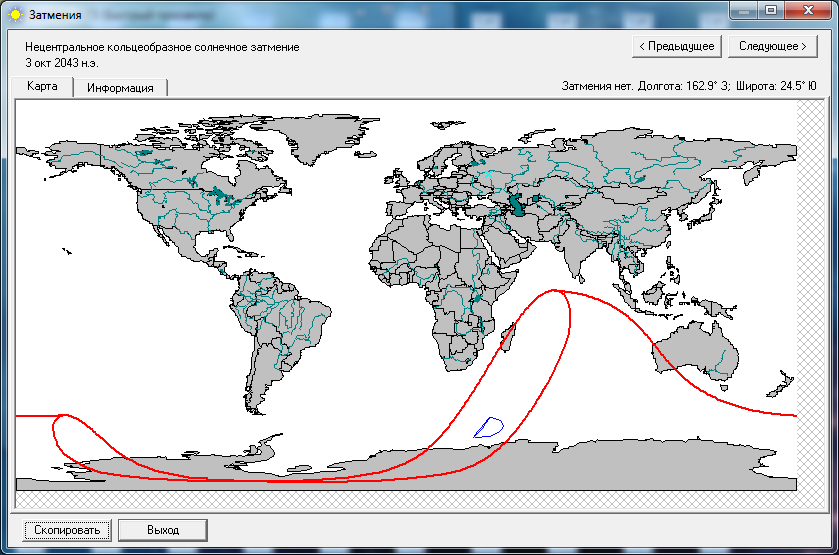 Затмения
Нецентральное кольцеобразное солнечное затмение
3 окт 2043 н.э.
< Предыдущее
Следующее >
Карта
Информация
Затмения нет. Долгота: 162.9° З; Широта: 24.5° Ю
Скопировать
Выход